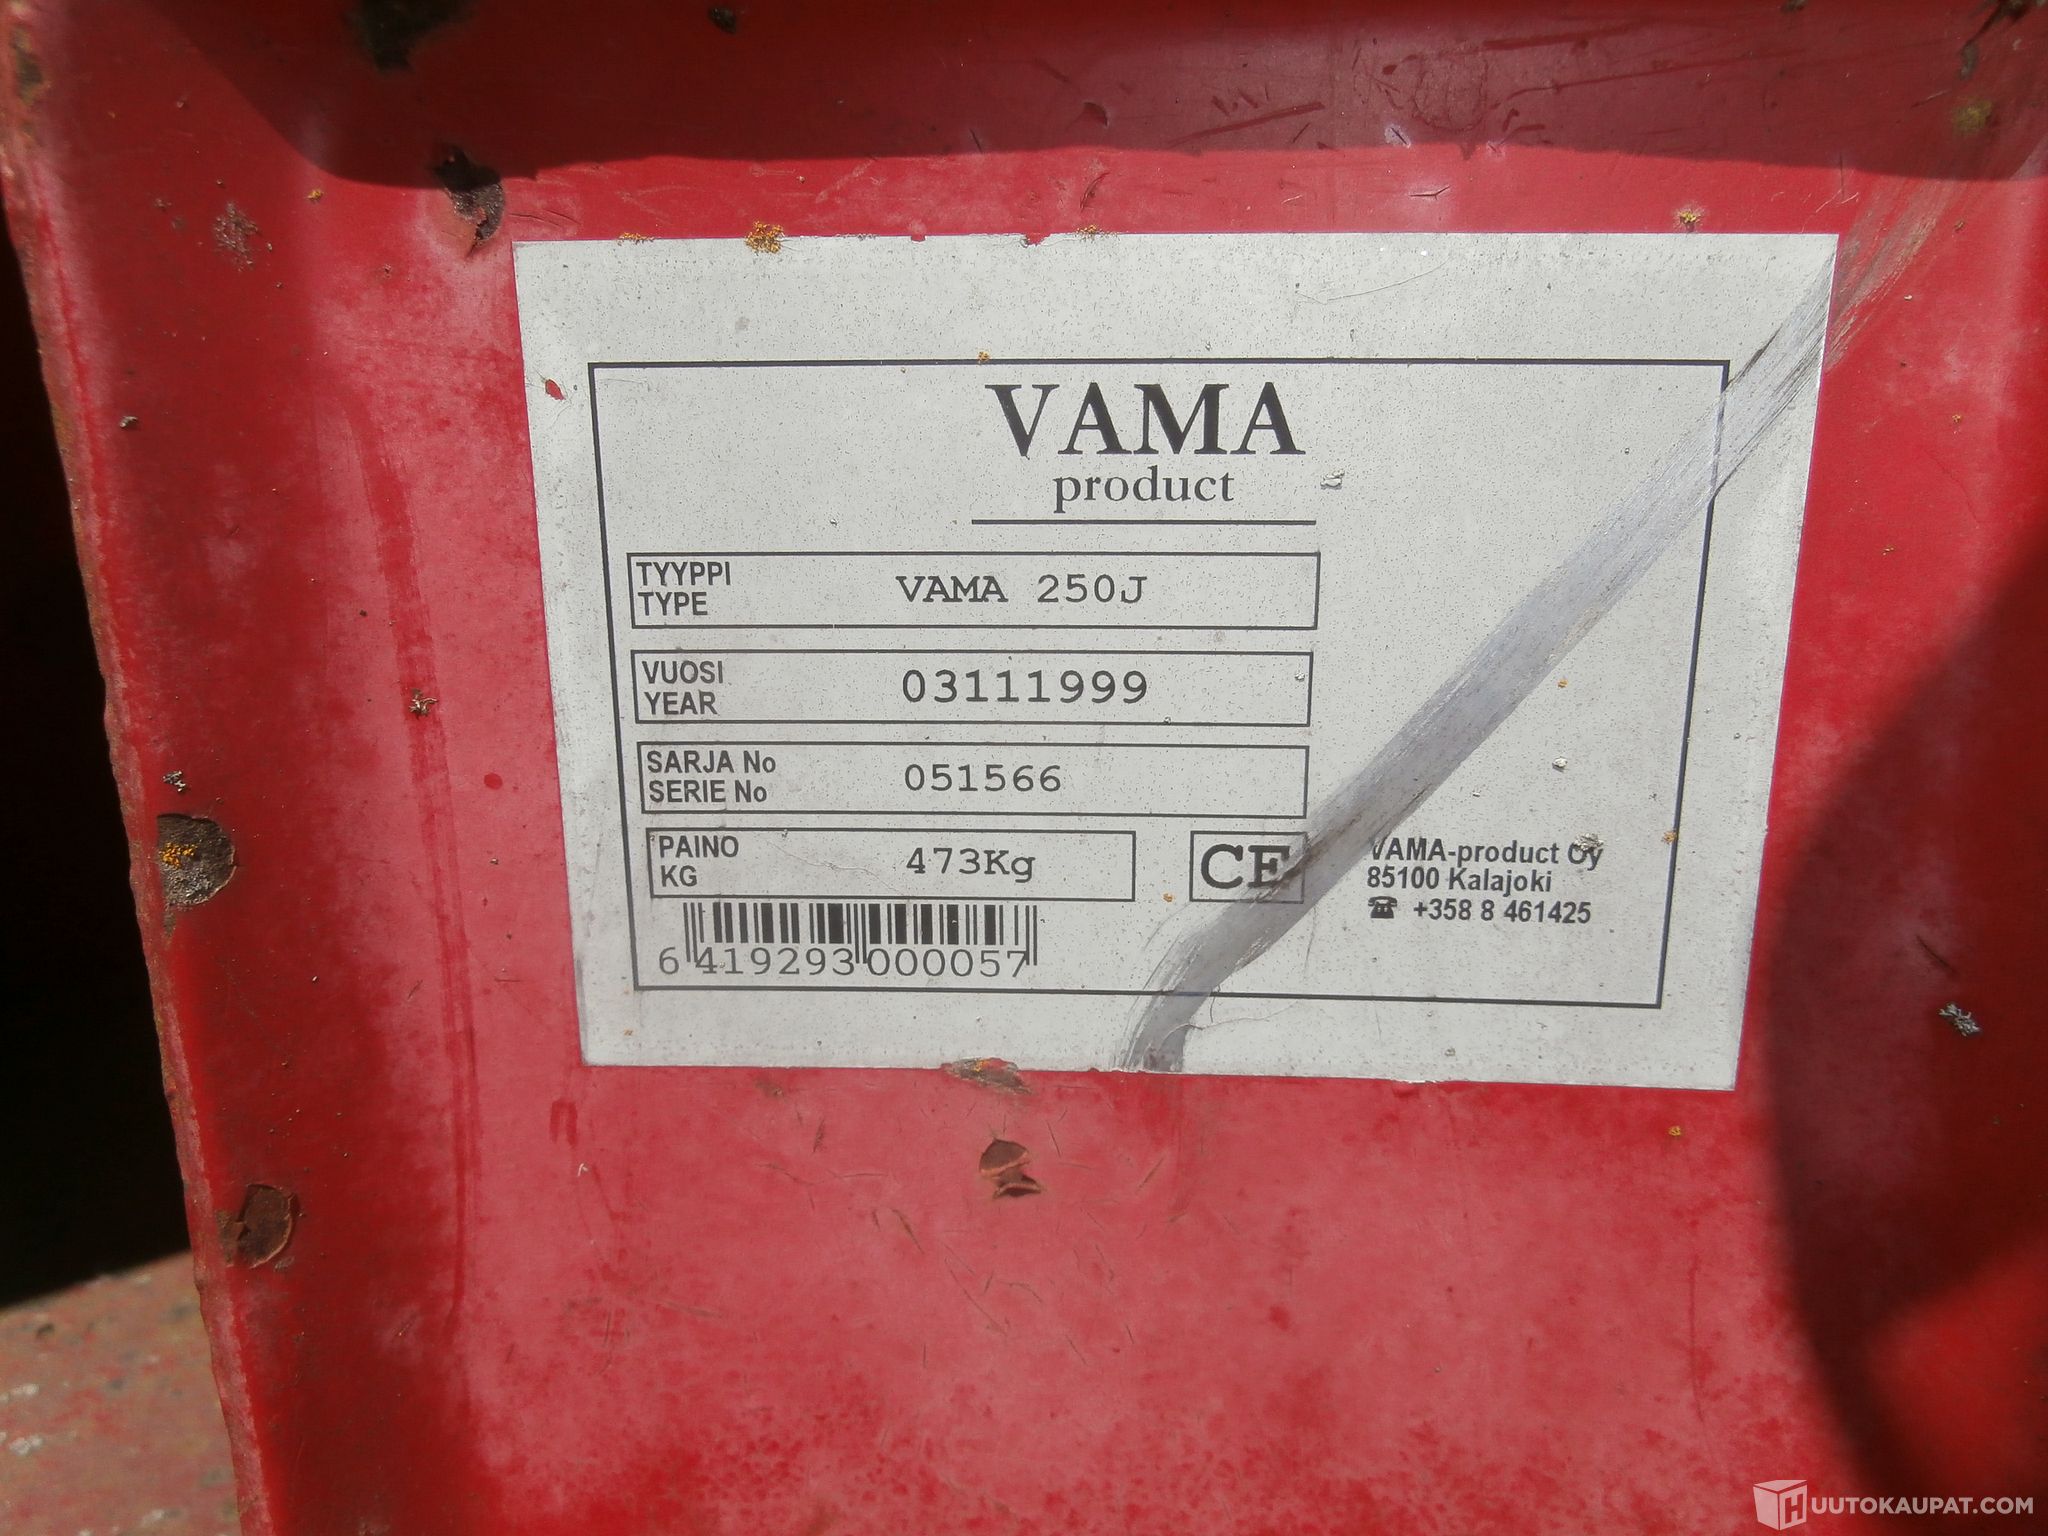 VAMA
product
TYYPPI
TYPE
VAMA 250J
VUOSI
YEAR
03111999
SARJA No
SERIE No
051566
PAINO
KG
473Kg
CE
VAMA-product Oy
85100 Kalajoki
☎ +358 8 461425
6 419293 000057
HUUTOKAUPAT.COM